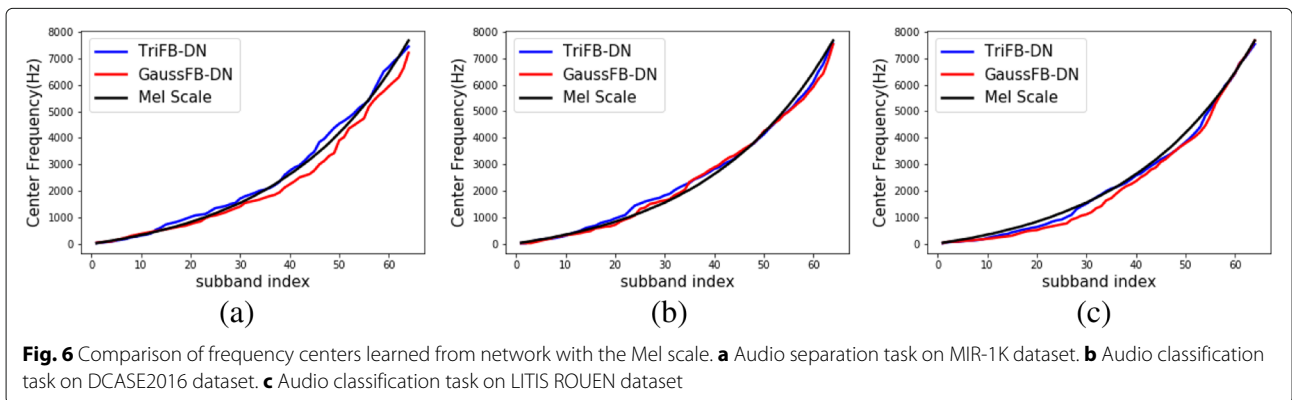 8000
7000
6000
5000
4000
3000
2000
1000
0
Center Frequency(Hz)
TriFB-DN
GaussFB-DN
Mel Scale
0 10 20 30 40 50 60
subband index
(a)
8000
7000
6000
5000
4000
3000
2000
1000
0
Center Frequency(Hz)
TriFB-DN
GaussFB-DN
Mel Scale
0 10 20 30 40 50 60
subband index
(b)
8000
7000
6000
5000
4000
3000
2000
1000
0
Center Frequency(Hz)
TriFB-DN
GaussFB-DN
Mel Scale
0 10 20 30 40 50 60
subband index
(c)
Fig. 6 Comparison of frequency centers learned from network with the Mel scale. a Audio separation task on MIR-1K dataset. b Audio classification
task on DCASE2016 dataset. c Audio classification task on LITIS ROUEN dataset